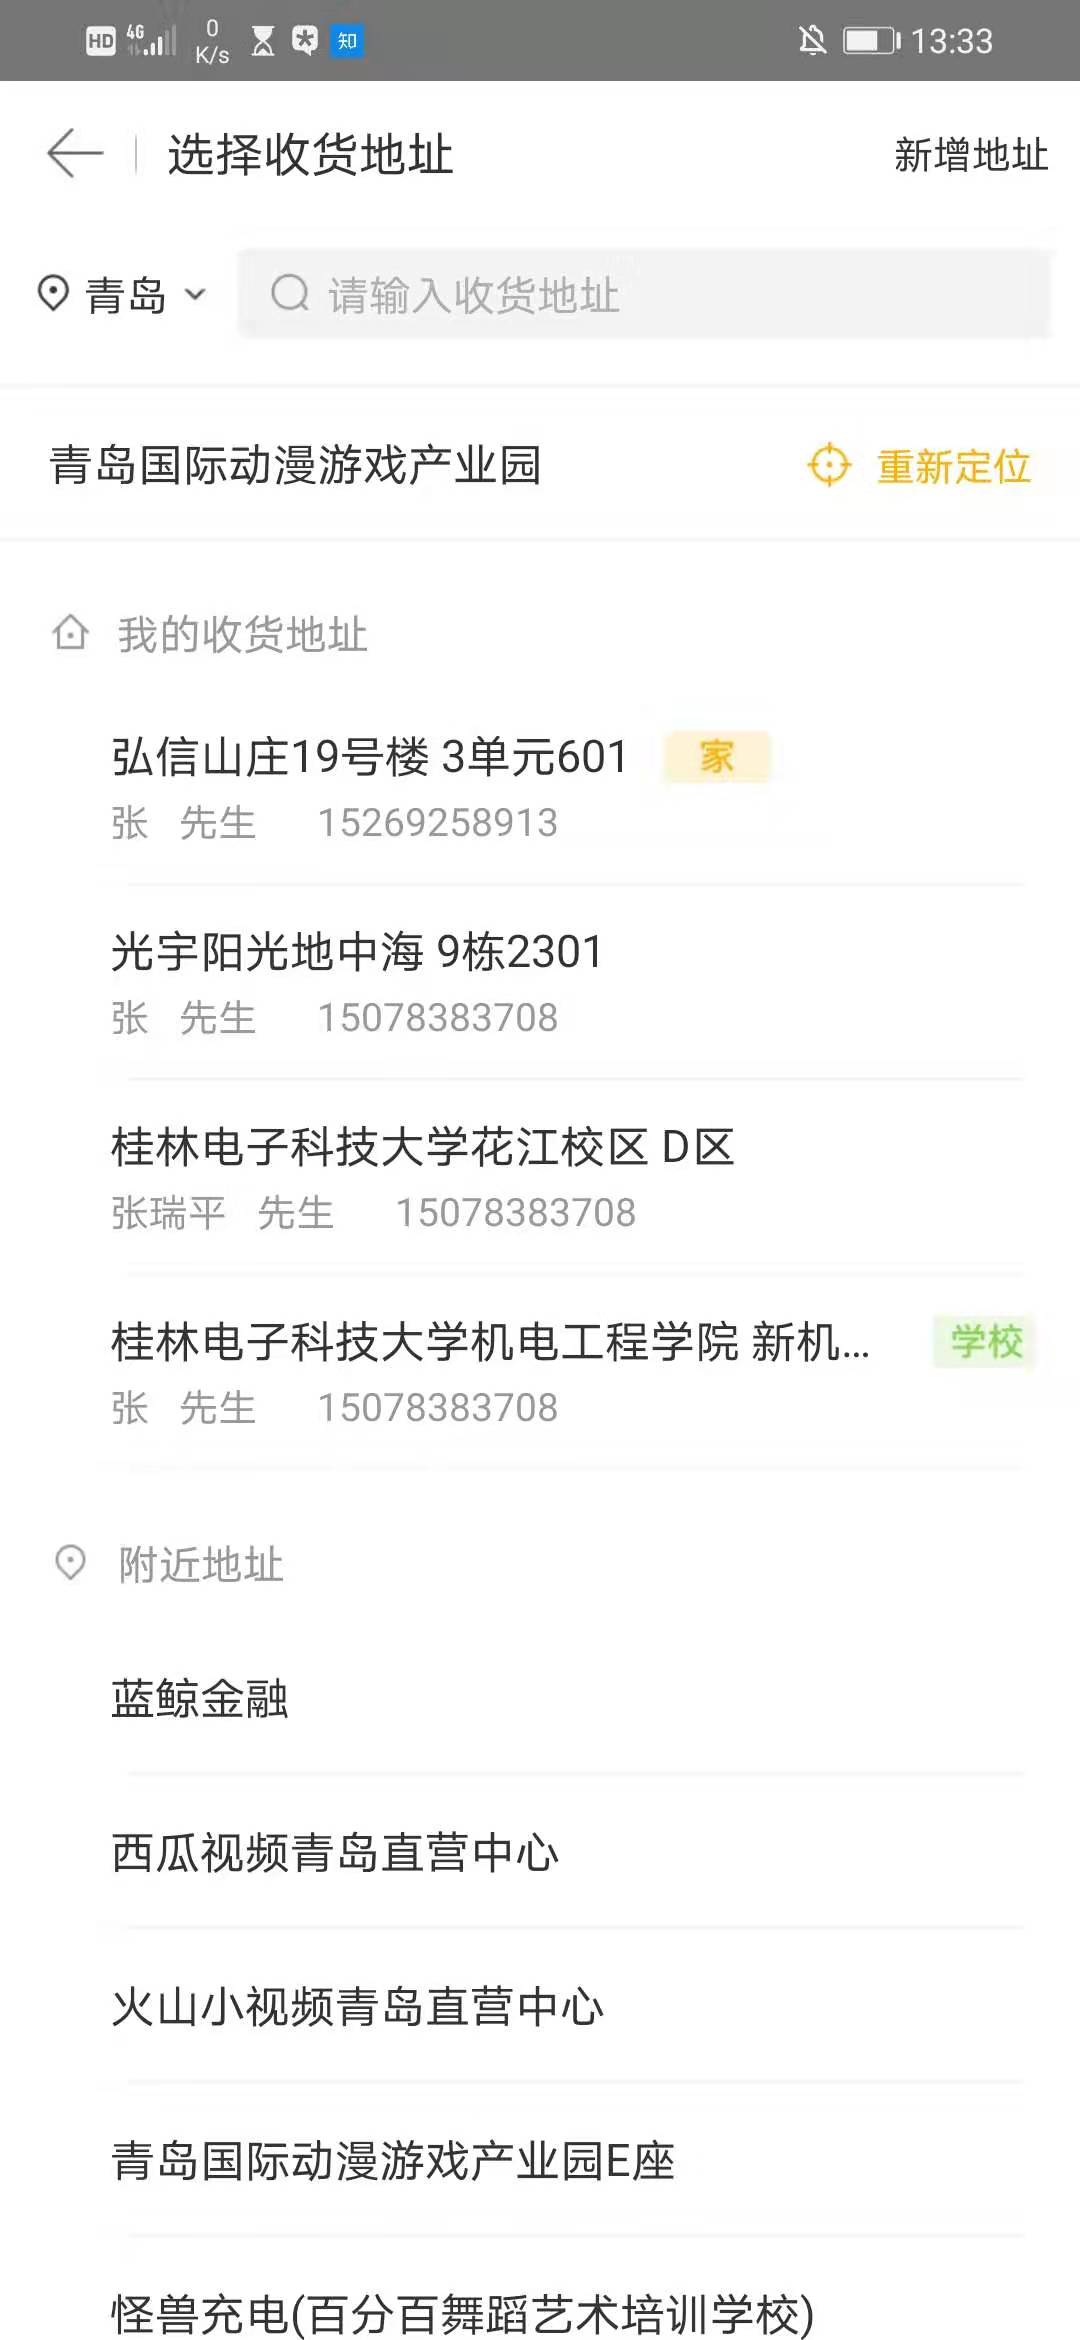 HD 4G 0 K/s 知 13:33
选择收货地址 新增地址
青岛 请输入收货地址
青岛国际动漫游戏产业园 重新定位
我的收货地址
弘信山庄19号楼 3单元601 家
张 先生 15269258913
光宇阳光地中海 9栋2301
张 先生 15078383708
桂林电子科技大学花江校区 D区
张瑞平 先生 15078383708
桂林电子科技大学机电工程学院 新机... 学校
张 先生 15078383708
附近地址
蓝鲸金融
西瓜视频青岛直营中心
火山小视频青岛直营中心
青岛国际动漫游戏产业园E座
怪兽充电(百分百舞蹈艺术培训学校)